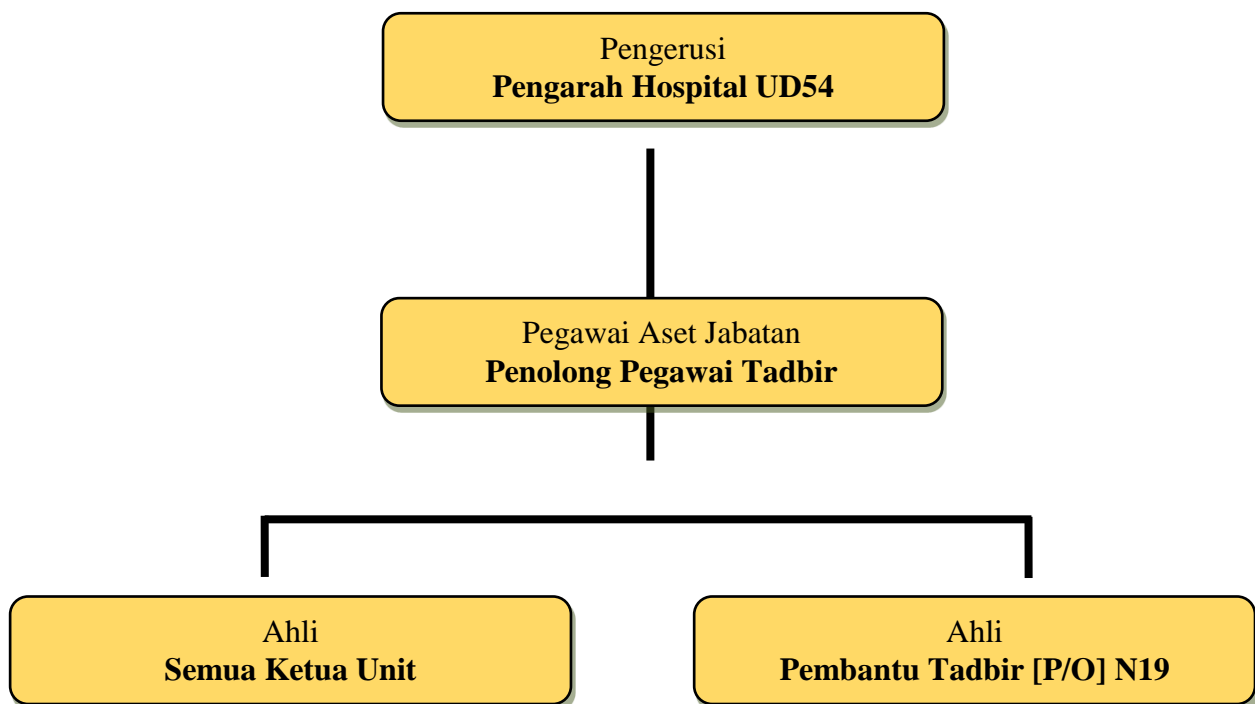 Pengerusi
Pengarah Hospital UD54
Pegawai Aset Jabatan
Penolong Pegawai Tadbir
Ahli
Semua Ketua Unit
Ahli
Pembantu Tadbir [P/O] N19